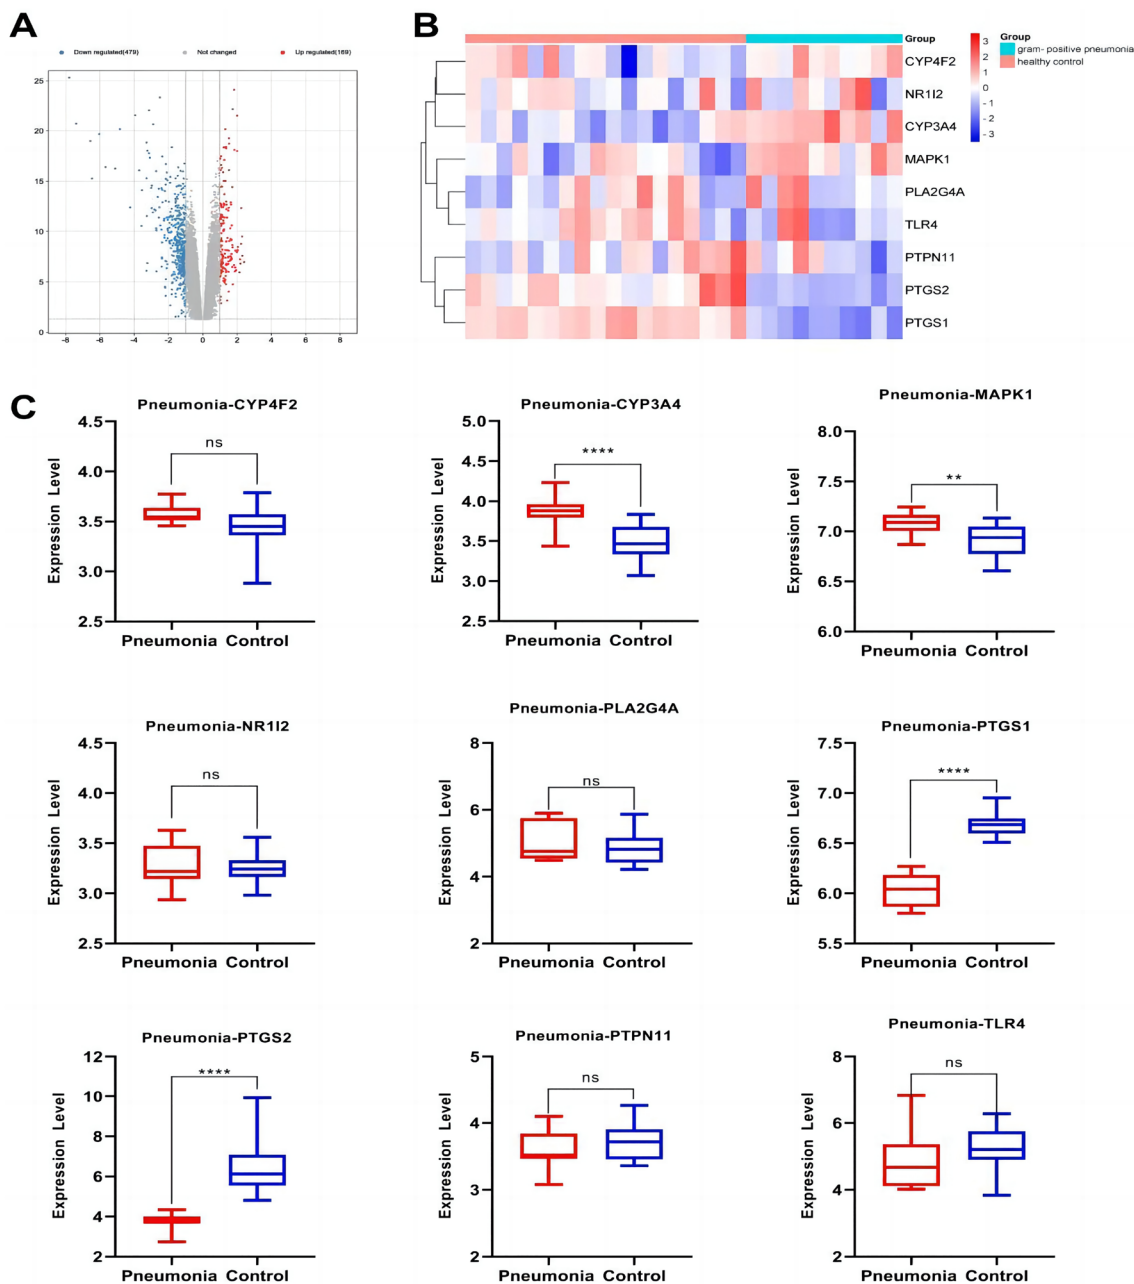 A
Down regulated(479) Not changed Up regulated(169)
25
20
15
10
5
0
-8 -6 -4 -2 0 2 4 6 8
B
Group
CYP4F2
NR1I2
CYP3A4
MAPK1
PLA2G4A
TLR4
PTPN11
PTGS2
PTGS1
3
2
1
0
- 1
- 2
- 3
Group
gram- positive pneumonia
healthy control
C
Pneumonia-CYP4F2
Expression Level
4.5
4.0
3.5
3.0
2.5
ns
Pneumonia Control
Pneumonia-CYP3A4
Expression Level
5.0
4.5
4.0
3.5
3.0
2.5
****
Pneumonia Control
Pneumonia-MAPK1
Expression Level
8.0
7.5
7.0
6.5
6.0
**
Pneumonia Control
Pneumonia-NR1I2
Expression Level
4.5
4.0
3.5
3.0
2.5
ns
Pneumonia Control
Pneumonia-PLA2G4A
Expression Level
8
6
4
2
ns
Pneumonia Control
Pneumonia-PTGS1
Expression Level
7.5
7.0
6.5
6.0
5.5
****
Pneumonia Control
Pneumonia-PTGS2
Expression Level
12
10
8
6
4
2
****
Pneumonia Control
Pneumonia-PTPN11
Expression Level
5
4
3
2
ns
Pneumonia Control
Pneumonia-TLR4
Expression Level
8
6
4
2
ns
Pneumonia Control